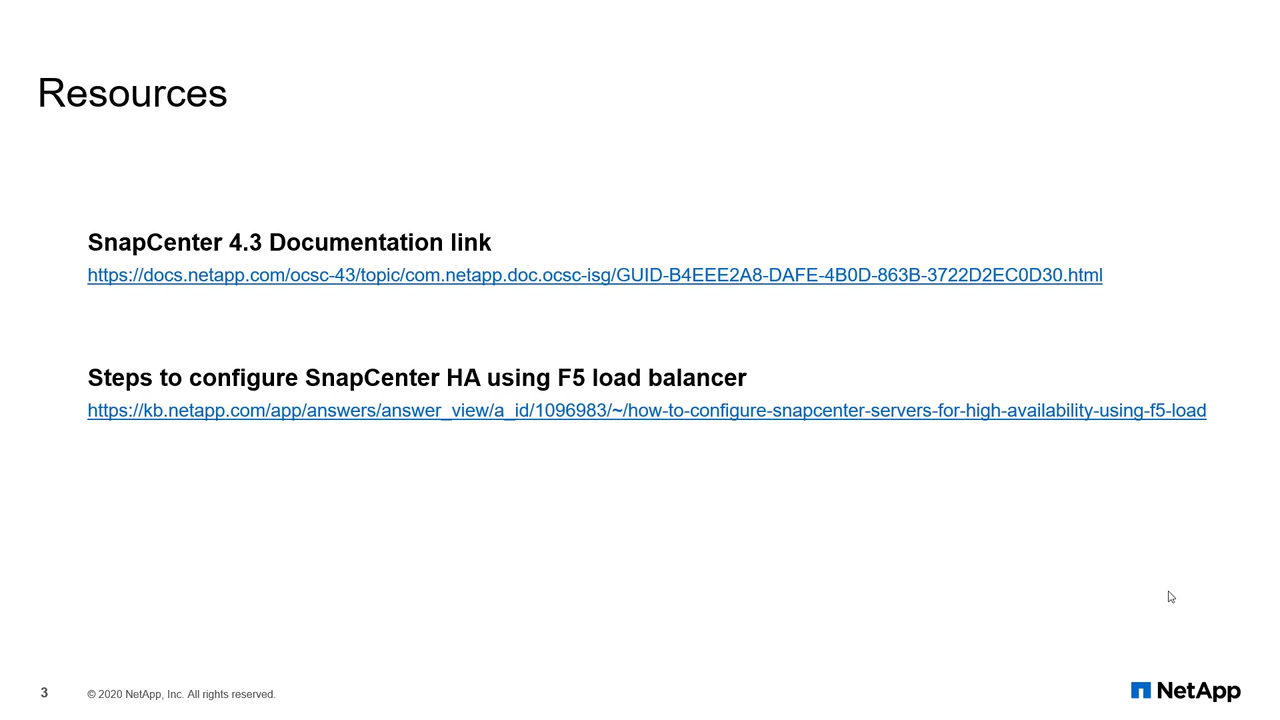 Resources
SnapCenter 4.3 Documentation link
https://docs.netapp.com/ocsc-43/topic/com.netapp.doc.ocsc-isg/GUID-B4EEE2A8-DAFE-4B0D-863B-3722D2EC0D30.html
Steps to configure SnapCenter HA using F5 load balancer
https://kb.netapp.com/app/answers/answer_view/a_id/1096983/~/how-to-configure-snapcenter-servers-for-high-availability-using-f5-load
3
© 2020 NetApp, Inc. All rights reserved.
NetApp